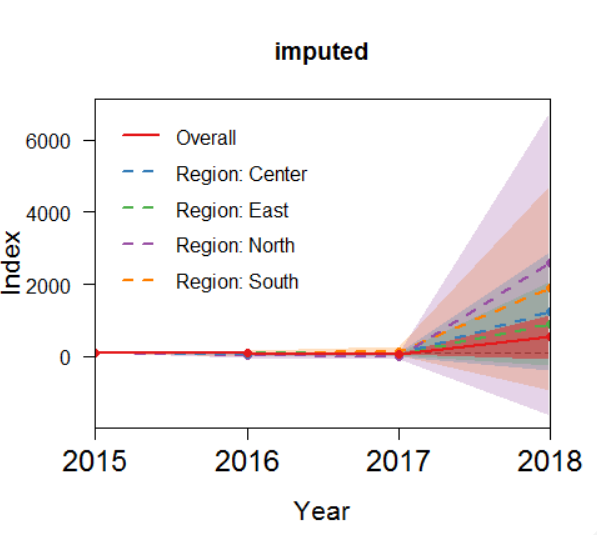 imputed
Index
6000
4000
2000
0
Overall
Region: Center
Region: East
Region: North
Region: South
2015 2016 2017 2018
Year